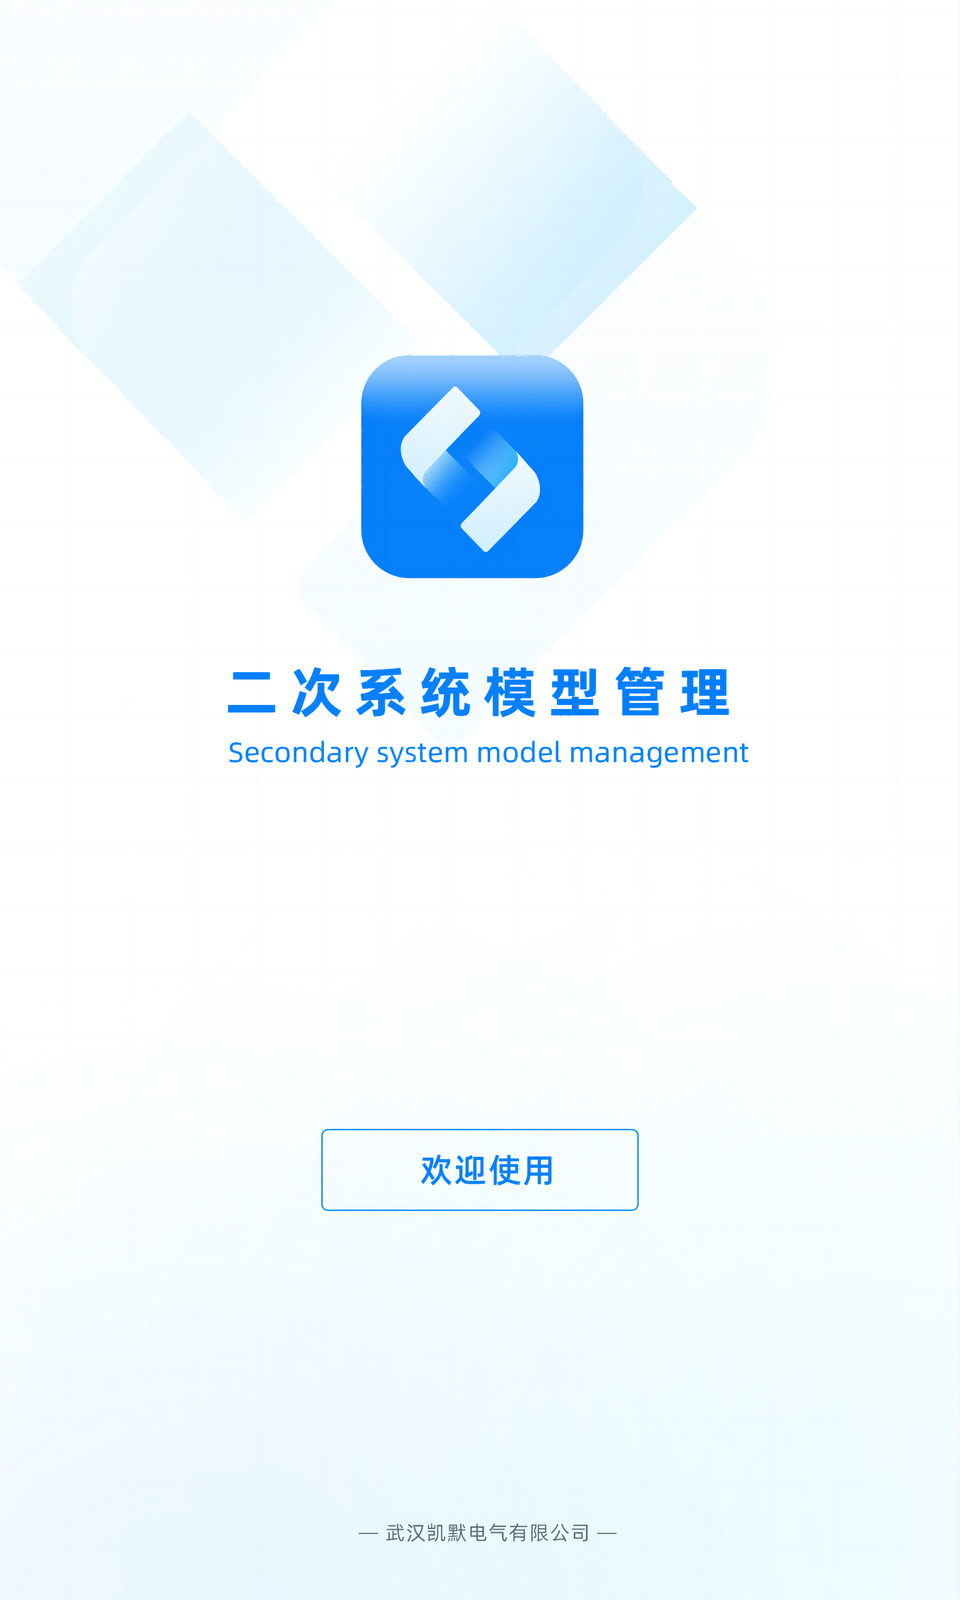 二次系统模型管理
Secondary system model management
欢迎使用
— 武汉凯默电气有限公司 —